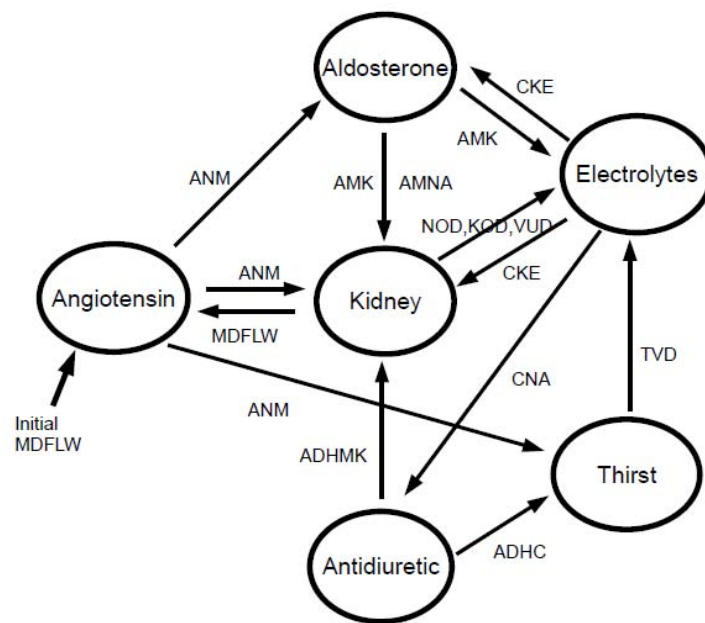 Aldosterone
CKE
AMK
Electrolytes
ANM
AMK AMNA
NOD,KOD,VUD
ANM
Angiotensin
Kidney
CKE
MDFLW
TVD
CNA
Initial
MDFLW
ANM
ADHMK
Thirst
ADHC
Antidiuretic